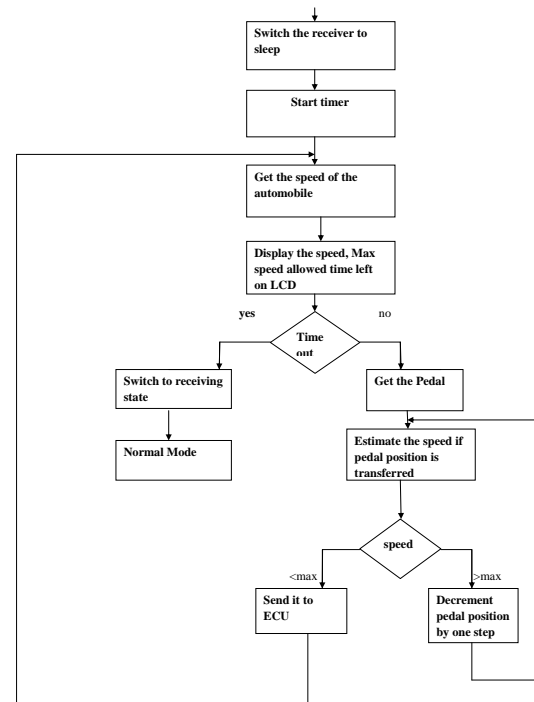 Switch the receiver to
sleep
Start timer
Get the speed of the
automobile
Display the speed, Max
speed allowed time left
on LCD
yes
no
Time
out
Switch to receiving
state
Get the Pedal
Normal Mode
Estimate the speed if
pedal position is
transferred
speed
<max
>max
Send it to
ECU
Decrement
pedal position
by one step